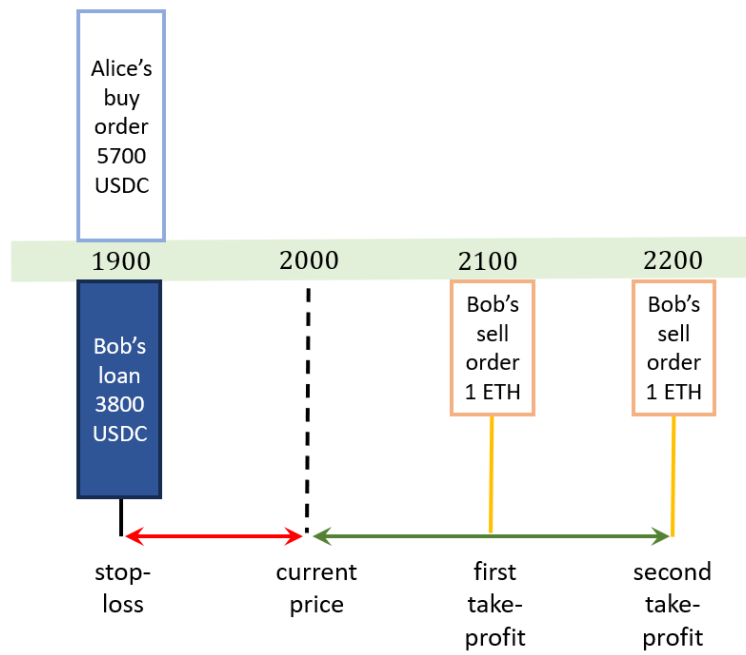 Alice's
buy
order
5700
USDC
1900
2000
2100
2200
Bob's
loan
3800
USDC
Bob's
sell
order
1 ETH
Bob's
sell
order
1 ETH
stop-
loss
current
price
first
take-
profit
second
take-
profit